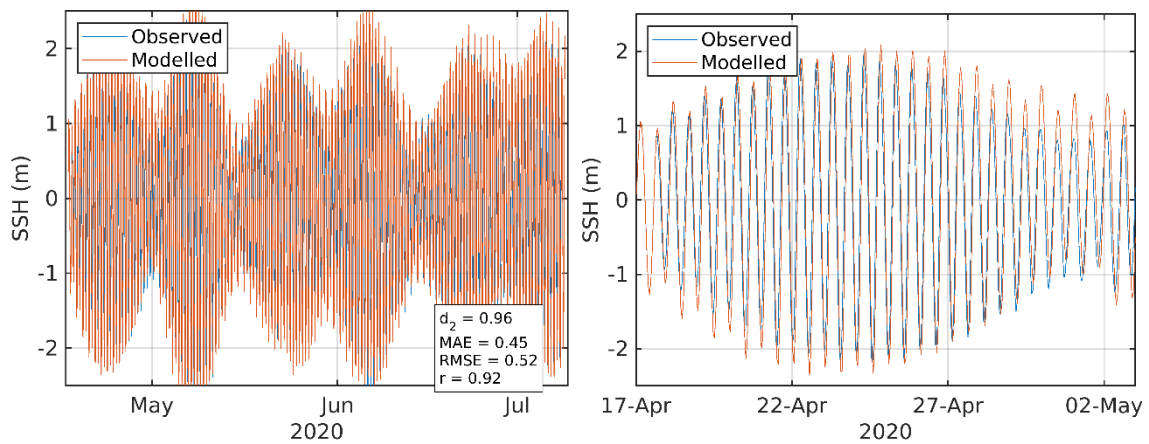 Observed
Modelled
SSH (m)
2
1
0
-1
-2
d2 = 0.96
MAE = 0.45
RMSE = 0.52
r = 0.92
May
Jun
Jul
2020
Observed
Modelled
SSH (m)
2
1
0
-1
-2
17-Apr
22-Apr
27-Apr
02-May
2020